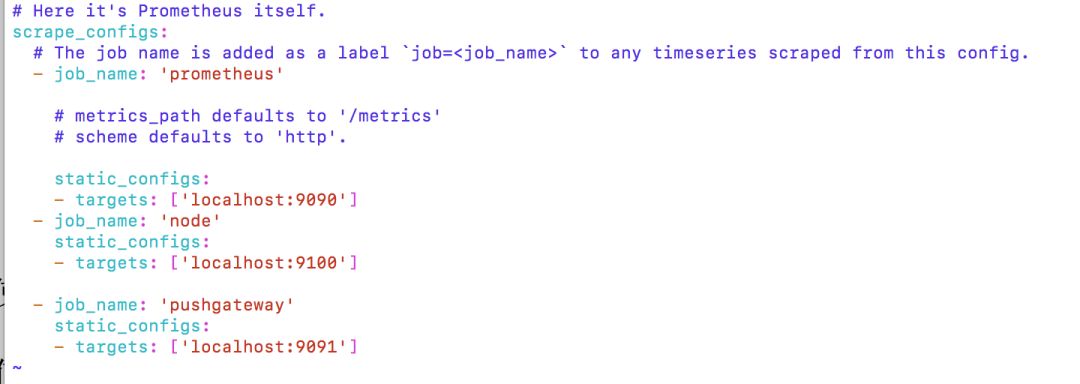 # Here it's Prometheus itself.
scrape_configs:
  # The job name is added as a label `job=<job_name>` to any timeseries scraped from this config.
  - job_name: 'prometheus'

    # metrics_path defaults to '/metrics'
    # scheme defaults to 'http'.

    static_configs:
    - targets: ['localhost:9090']
  - job_name: 'node'
    static_configs:
    - targets: ['localhost:9100']

  - job_name: 'pushgateway'
    static_configs:
    - targets: ['localhost:9091']
~